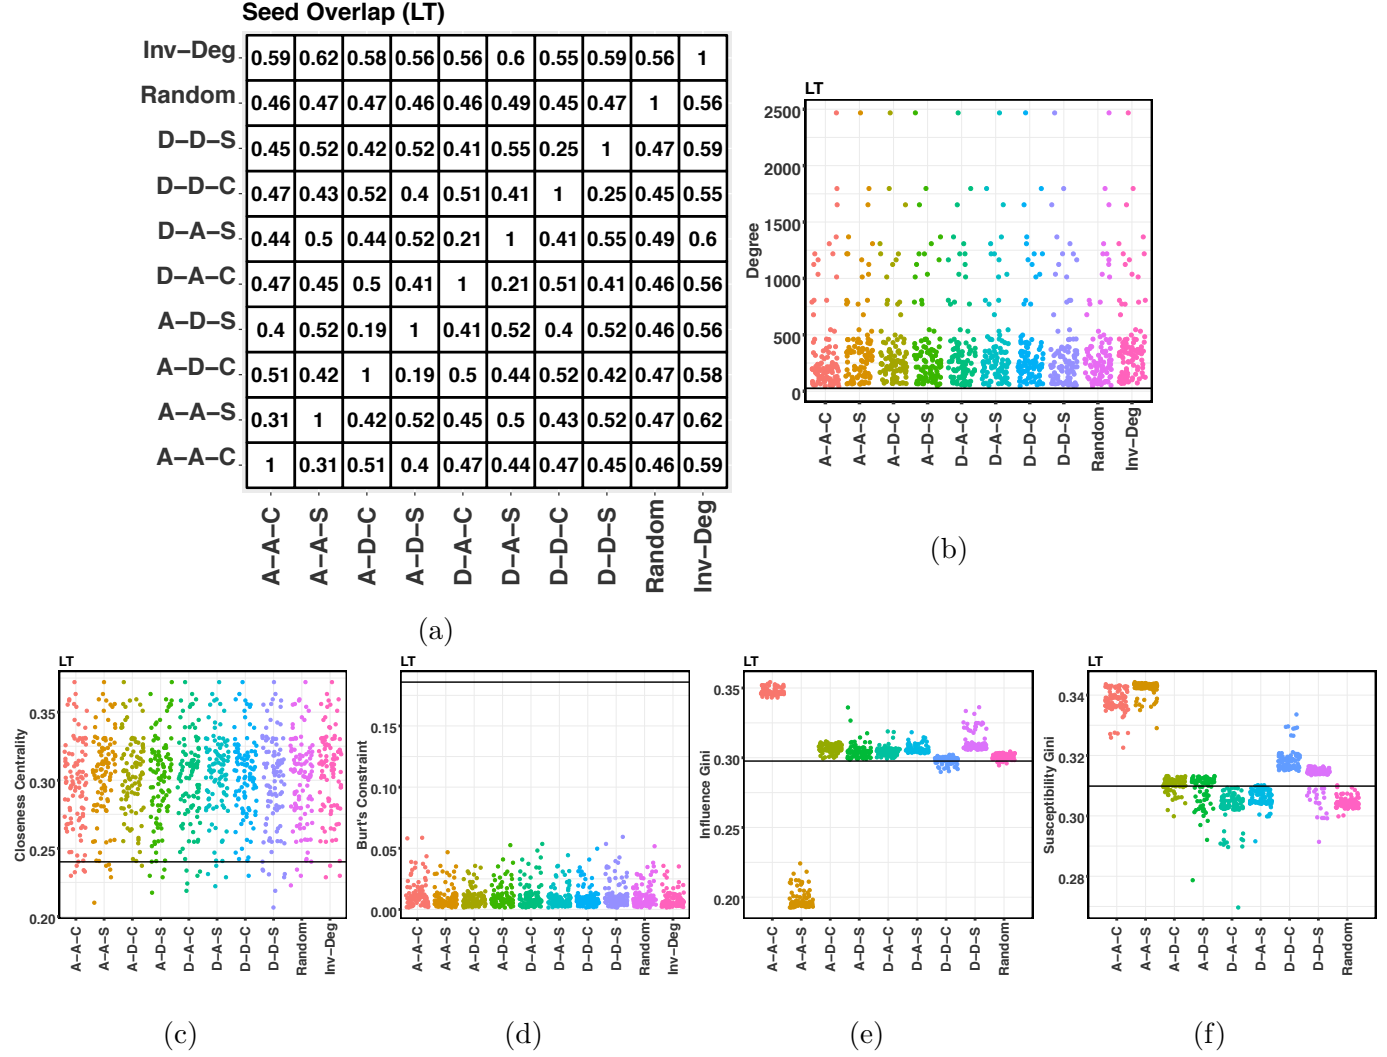 Seed Overlap (LT)
Inv−Deg 0.59 0.62 0.58 0.56 0.56 0.6 0.55 0.59 0.56 1
Random 0.46 0.47 0.47 0.46 0.46 0.49 0.45 0.47 1 0.56
D−D−S 0.45 0.52 0.42 0.52 0.41 0.55 0.25 1 0.47 0.59
D−D−C 0.47 0.43 0.52 0.4 0.51 0.41 1 0.25 0.45 0.55
D−A−S 0.44 0.5 0.44 0.52 0.21 1 0.41 0.55 0.49 0.6
D−A−C 0.47 0.45 0.5 0.41 1 0.21 0.51 0.41 0.46 0.56
A−D−S 0.4 0.52 0.19 1 0.41 0.52 0.4 0.52 0.46 0.56
A−D−C 0.51 0.42 1 0.19 0.5 0.44 0.52 0.42 0.47 0.58
A−A−S 0.31 1 0.42 0.52 0.45 0.5 0.43 0.52 0.47 0.62
A−A−C 1 0.31 0.51 0.4 0.47 0.44 0.47 0.45 0.46 0.59
A−A−C A−A−S A−D−C A−D−S D−A−C D−A−S D−D−C D−D−S Random Inv−Deg
(a)
LT
Degree
2500
2000
1500
1000
500
0
A−A−C A−A−S A−D−C A−D−S D−A−C D−A−S D−D−C D−D−S Random Inv−Deg
(b)
LT
Closeness Centrality
0.35
0.30
0.25
0.20
A−A−C A−A−S A−D−C A−D−S D−A−C D−A−S D−D−C D−D−S Random Inv−Deg
(c)
LT
Burt's Constraint
0.15
0.10
0.05
0.00
A−A−C A−A−S A−D−C A−D−S D−A−C D−A−S D−D−C D−D−S Random Inv−Deg
(d)
LT
Influence Gini
0.35
0.30
0.25
0.20
A−A−C A−A−S A−D−C A−D−S D−A−C D−A−S D−D−C D−D−S Random
(e)
LT
Susceptibility Gini
0.34
0.32
0.30
0.28
A−A−C A−A−S A−D−C A−D−S D−A−C D−A−S D−D−C D−D−S Random
(f)